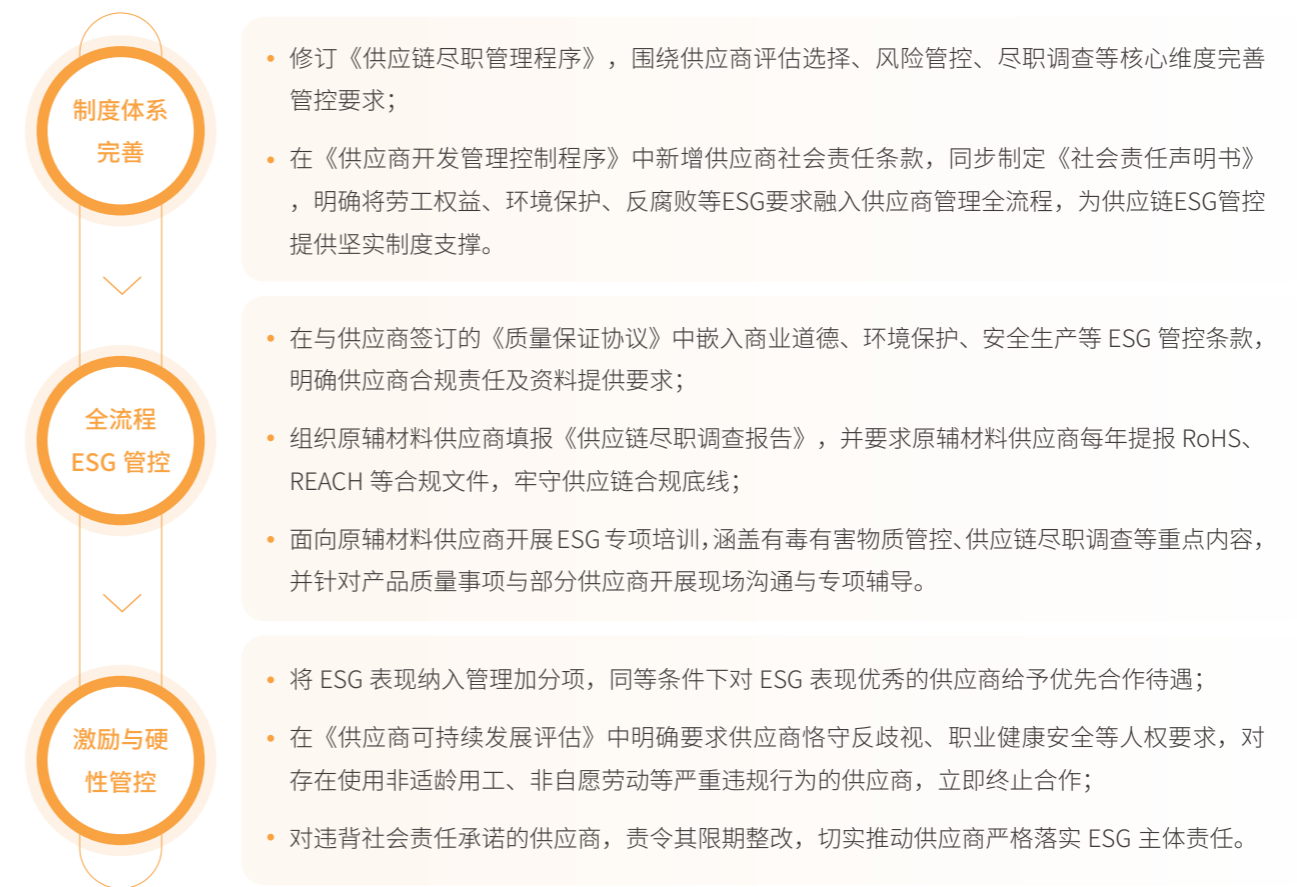 制度体系
完善
• 修订《供应链尽职管理程序》，围绕供应商评估选择、风险管控、尽职调查等核心维度完善
管控要求；
• 在《供应商开发管理控制程序》中新增供应商社会责任条款，同步制定《社会责任声明书》
，明确将劳工权益、环境保护、反腐败等ESG要求融入供应商管理全流程，为供应链ESG管控
提供坚实制度支撑。
全流程
ESG 管控
• 在与供应商签订的《质量保证协议》中嵌入商业道德、环境保护、安全生产等 ESG 管控条款，
明确供应商合规责任及资料提供要求；
• 组织原辅材料供应商填报《供应链尽职调查报告》，并要求原辅材料供应商每年提报 RoHS、
REACH 等合规文件，牢守供应链合规底线；
• 面向原辅材料供应商开展 ESG 专项培训，涵盖有毒有害物质管控、供应链尽职调查等重点内容，
并针对产品质量事项与部分供应商开展现场沟通与专项辅导。
激励与硬
性管控
• 将 ESG 表现纳入管理加分项，同等条件下对 ESG 表现优秀的供应商给予优先合作待遇；
• 在《供应商可持续发展评估》中明确要求供应商恪守反歧视、职业健康安全等人权要求，对
存在使用非适龄用工、非自愿劳动等严重违规行为的供应商，立即终止合作；
• 对违背社会责任承诺的供应商，责令其限期整改，切实推动供应商严格落实 ESG 主体责任。